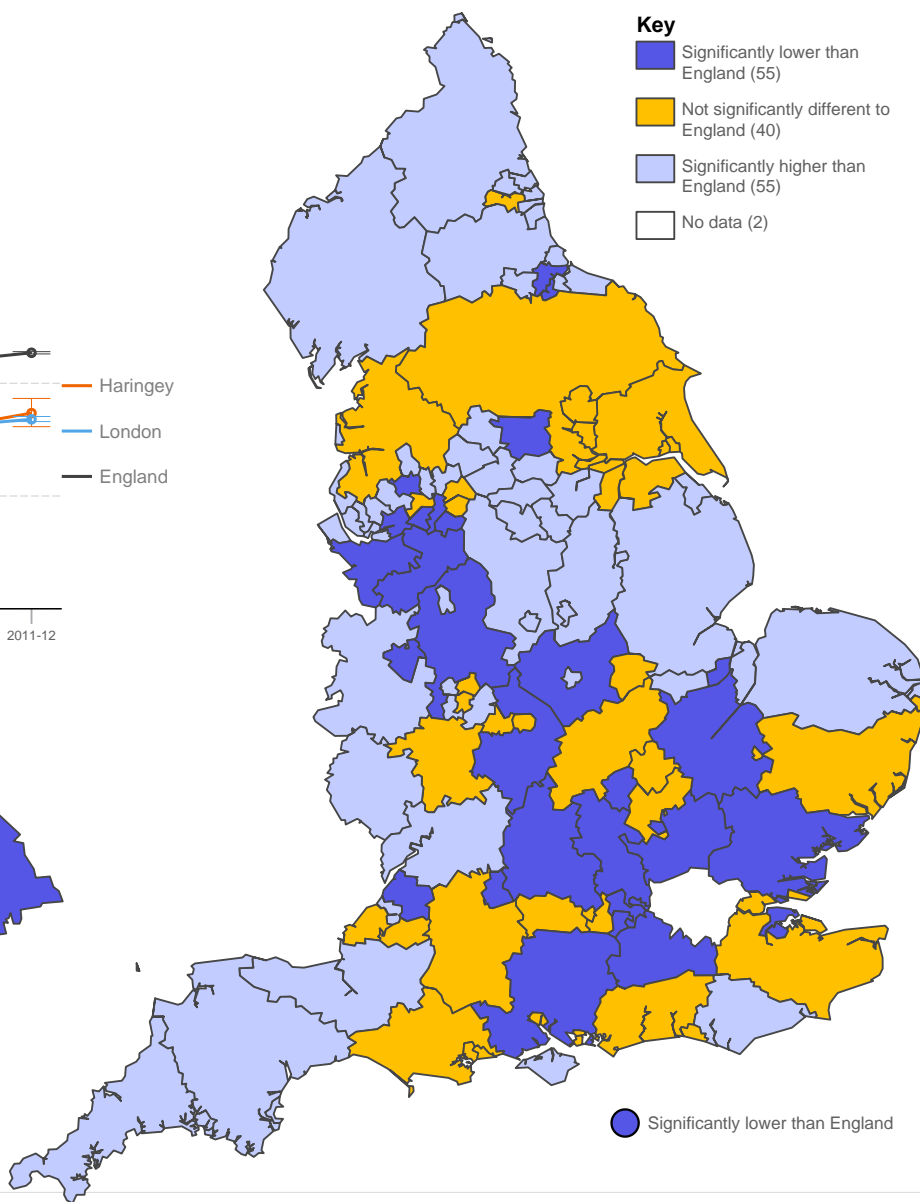 Key
Significantly lower than
England (55)
Not significantly different to
England (40)
Significantly higher than
England (55)
No data (2)
Haringey
London
England
2011-12
Significantly lower than England